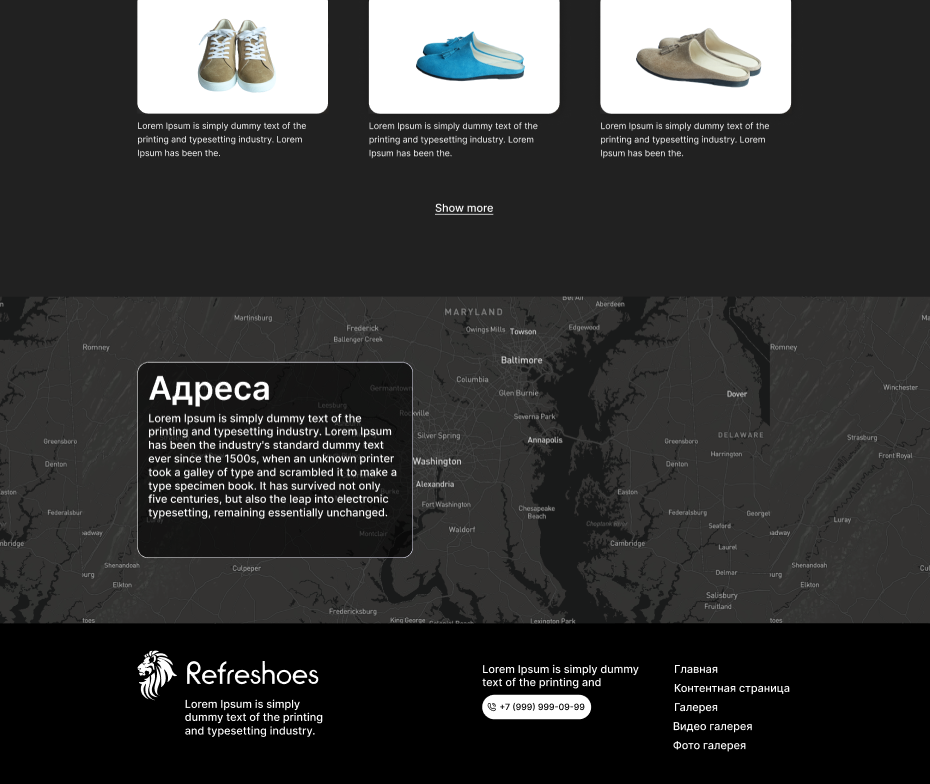 Lorem Ipsum is simply dummy text of the
printing and typesetting industry. Lorem
Ipsum has been the.
Lorem Ipsum is simply dummy text of the
printing and typesetting industry. Lorem
Ipsum has been the.
Lorem Ipsum is simply dummy text of the
printing and typesetting industry. Lorem
Ipsum has been the.
Show more
Aberdeen
MARYLAND
Martinsburg
Frederick
Owings Mills
Towson
Edgewood
Ballenger Creek
Romney
Romney
Baltimore
Columbia
Germantown
Winchester
Glen Burnie
Dover
Leesburg
Rockville
Severna Park
Silver Spring
Annapolis
DELAWARE
Greensboro
Greensboro
Strasburg
Harrington
Front Royal
Washington
Denton
Denton
Alexandria
Easton
Fort Washington
Chesapeake
Beach
Federalsbur
Federalsburg
Georget
Luray
Seaford
Choptank River
Waldorf
Cambridge
Laurel
Shenandoah
Shenandoah
Culpeper
Delmar
Elkton
Elkton
Salisbury
Fruitland
Fredericksburg
King George
Lexington Park
Адреса
Lorem Ipsum is simply dummy text of the
printing and typesetting industry. Lorem Ipsum
has been the industry's standard dummy text
ever since the 1500s, when an unknown printer
took a galley of type and scrambled it to make a
type specimen book. It has survived not only
five centuries, but also the leap into electronic
typesetting, remaining essentially unchanged.
Refreshoes
Lorem Ipsum is simply
dummy text of the printing
and typesetting industry.
Lorem Ipsum is simply dummy
text of the printing and
+7 (999) 999-09-99
Главная
Контентная страница
Галерея
Видео галерея
Фото галерея